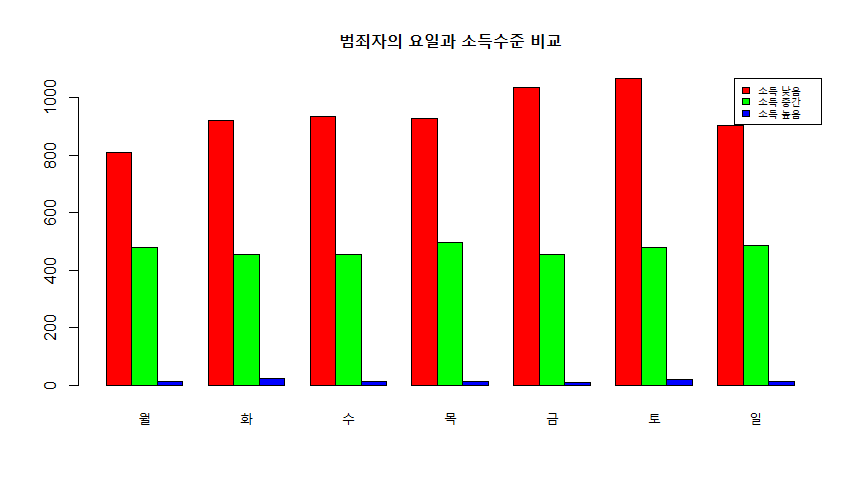 범죄자의 요일과 소득수준 비교
1000
800
600
400
200
0
소득 낮음
소득 중간
소득 높음
월 화 수 목 금 토 일